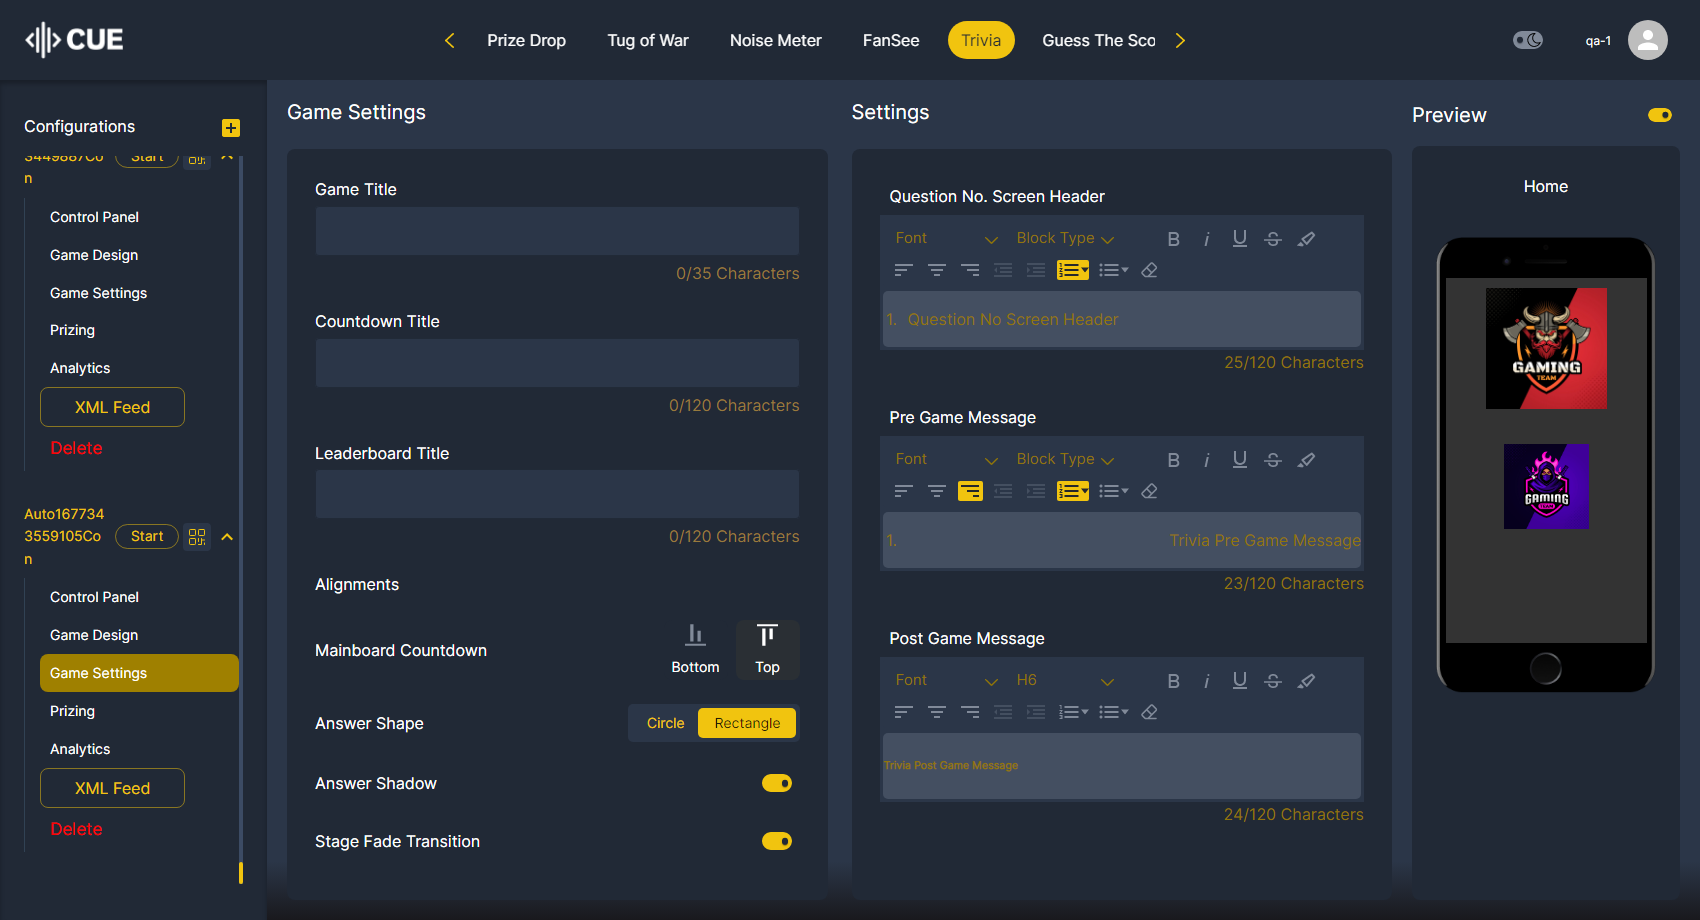 CUE
Prize Drop
Tug of War
Noise Meter
FanSee
Trivia
Guess The Sco
qa-1
Configurations
3449887Co
n
Start
Control Panel
Game Design
Game Settings
Prizing
Analytics
XML Feed
Delete
Auto167734
3559105Co
n
Start
Control Panel
Game Design
Game Settings
Prizing
Analytics
XML Feed
Delete
Game Settings
Game Title
0/35 Characters
Countdown Title
0/120 Characters
Leaderboard Title
0/120 Characters
Alignments
Mainboard Countdown
Bottom
Top
Answer Shape
Circle
Rectangle
Answer Shadow
Stage Fade Transition
Settings
Question No. Screen Header
Font
Block Type
B i U S
1. Question No Screen Header
25/120 Characters
Pre Game Message
Font
Block Type
B i U S
1. Trivia Pre Game Message
23/120 Characters
Post Game Message
Font
H6
B i U S
Trivia Post Game Message
24/120 Characters
Preview
Home
GAMING
TEAM
GAMING
TEAM